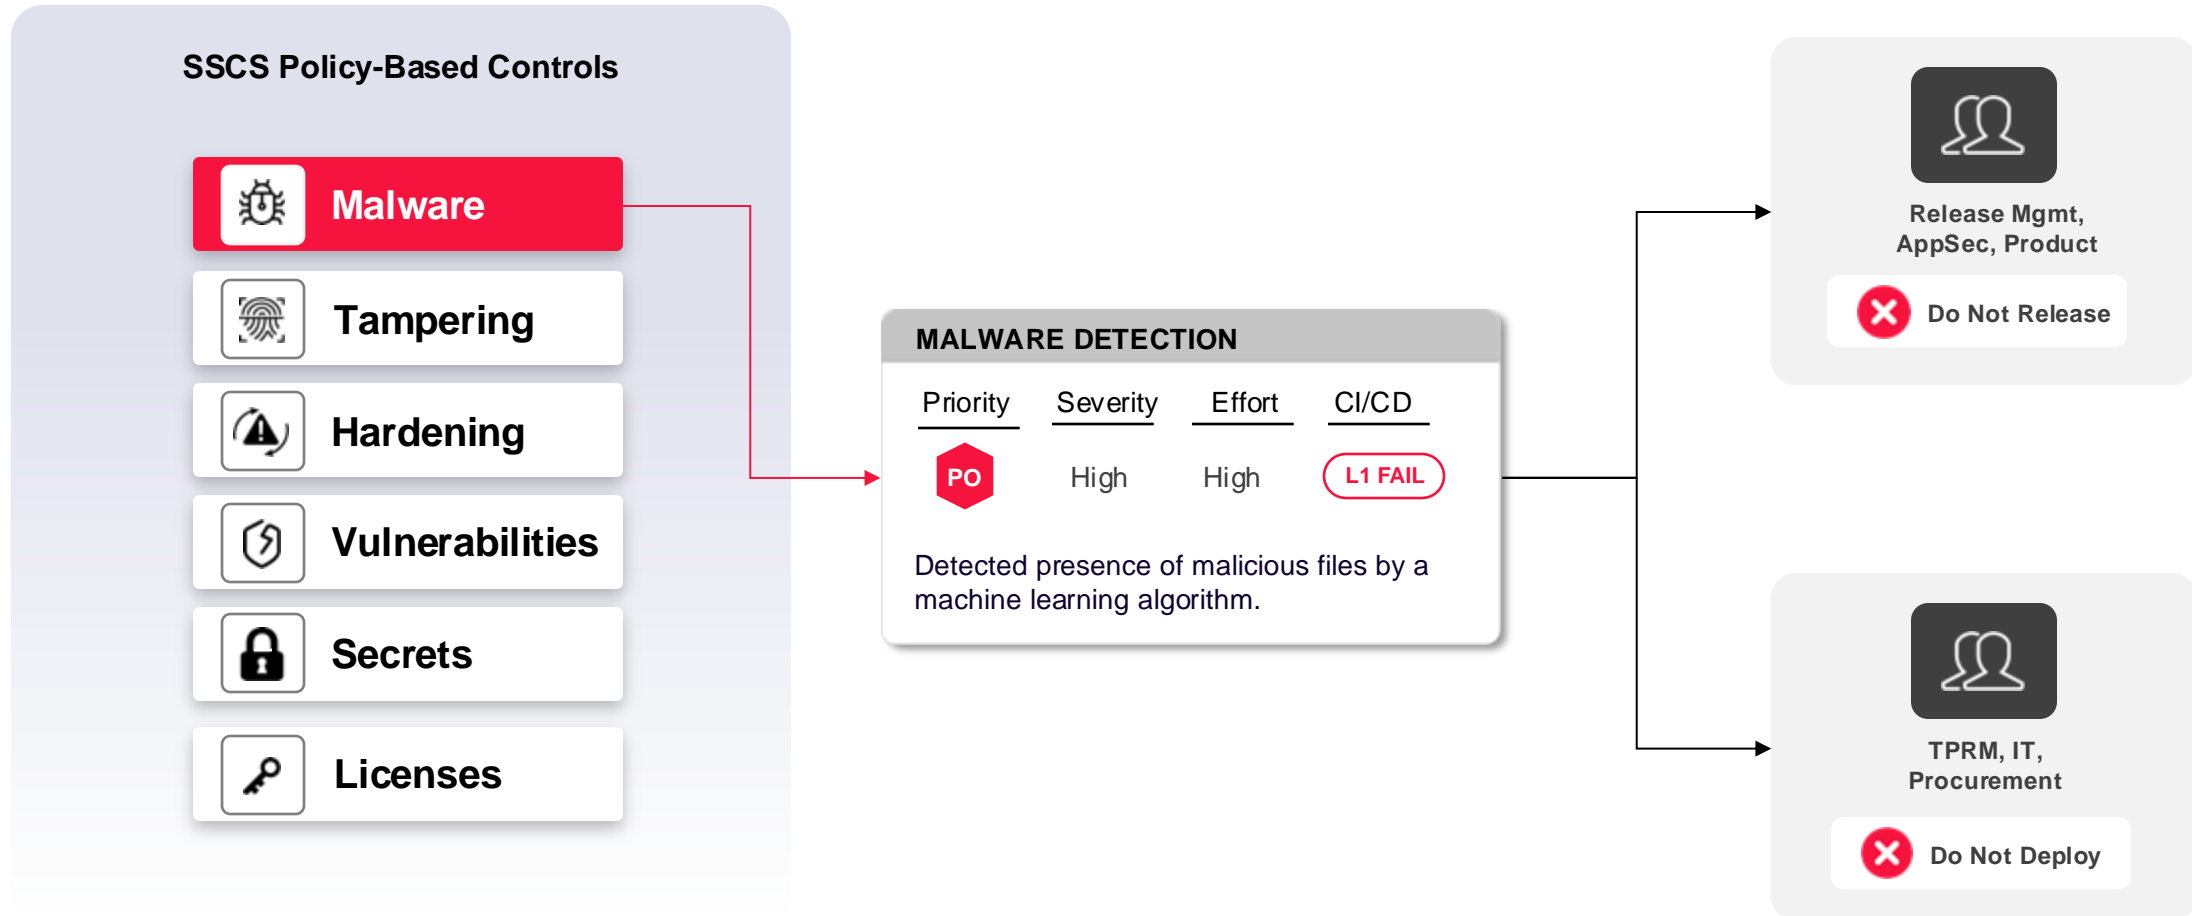 SSCS Policy-Based Controls
Malware
Tampering
Hardening
Vulnerabilities
Secrets
Licenses
MALWARE DETECTION
Priority Severity Effort CI/CD
PO High High L1 FAIL
Detected presence of malicious files by a
machine learning algorithm.
Release Mgmt,
AppSec, Product
Do Not Release
TPRM, IT,
Procurement
Do Not Deploy